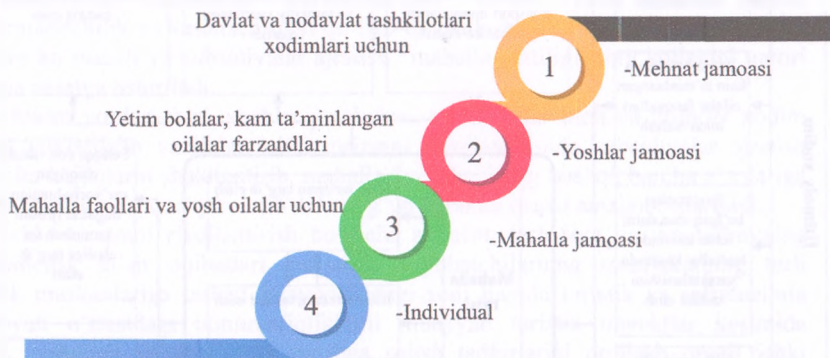 Davlat va nodavlat tashkilotlari
xodimlari uchun
1
-Mehnat jamoasi
Yetim bolalar, kam ta’minlangan
oilalar farzandlari
2
-Yoshlar jamoasi
Mahalla faollari va yosh oilalar uchun
3
-Mahalla jamoasi
4
-Individual